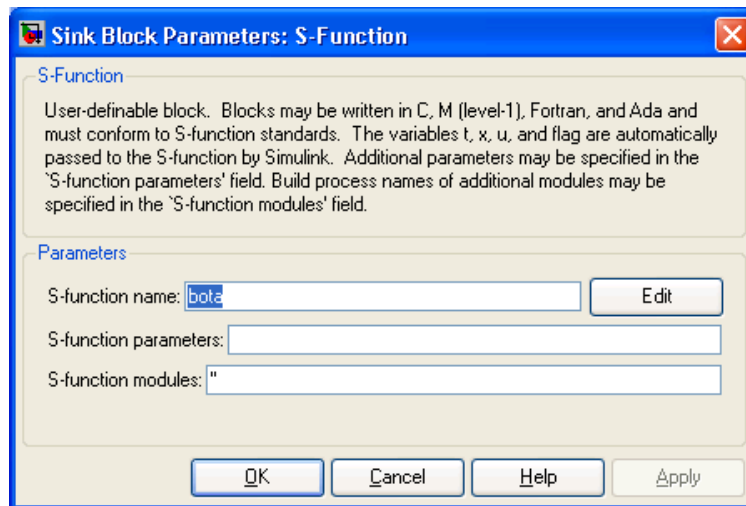 Sink Block Parameters: S-Function
S-Function
User-definable block. Blocks may be written in C, M (level-1), Fortran, and Ada and
must conform to S-function standards. The variables t, x, u, and flag are automatically
passed to the S-function by Simulink. Additional parameters may be specified in the
`S-function parameters' field. Build process names of additional modules may be
specified in the `S-function modules' field.
Parameters
S-function name: bota Edit
S-function parameters:
S-function modules: ''
OK Cancel Help Apply